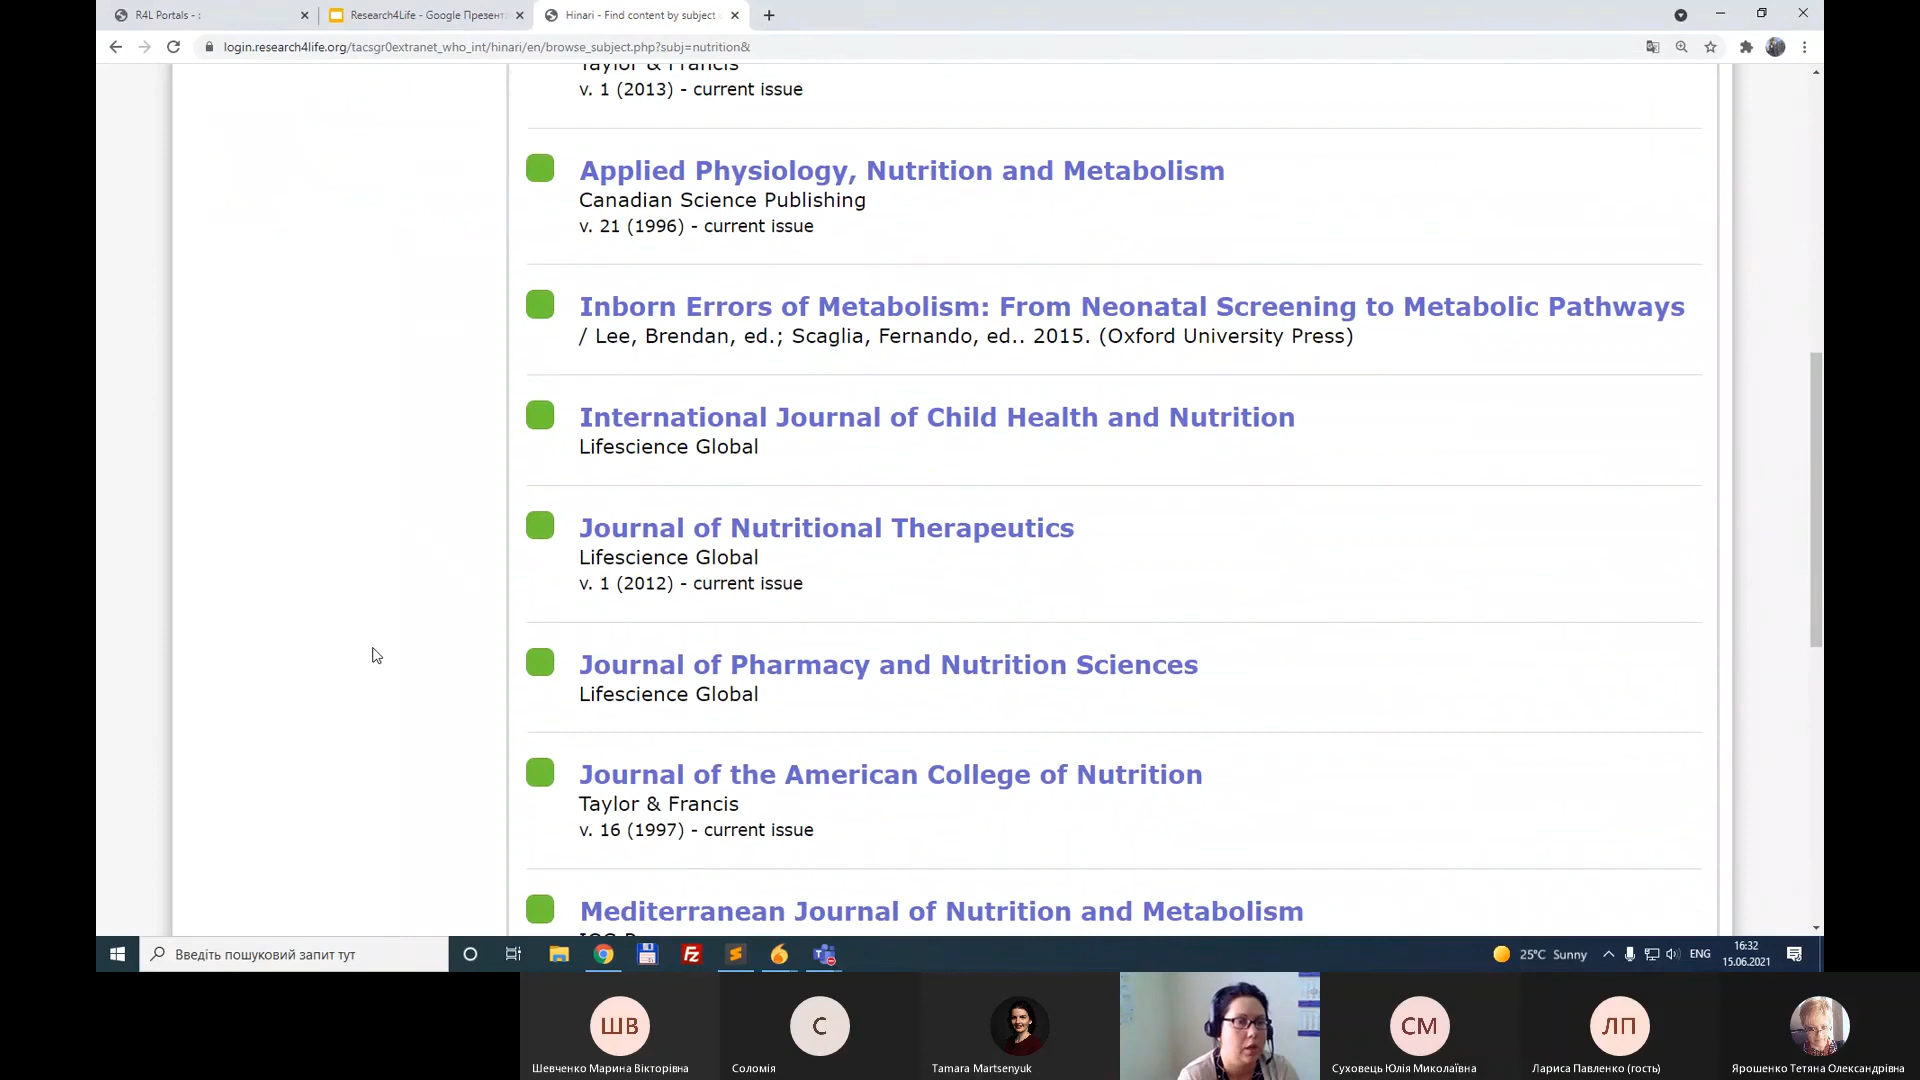 R4L Portals - :
Research4Life - Google Презент
Hinari - Find content by subject
login.research4life.org/tacsgr0extranet_who_int/hinari/en/browse_subject.php?subj=nutrition&
Taylor & Francis
v. 1 (2013) - current issue
Applied Physiology, Nutrition and Metabolism
Canadian Science Publishing
v. 21 (1996) - current issue
Inborn Errors of Metabolism: From Neonatal Screening to Metabolic Pathways
/ Lee, Brendan, ed.; Scaglia, Fernando, ed.. 2015. (Oxford University Press)
International Journal of Child Health and Nutrition
Lifescience Global
Journal of Nutritional Therapeutics
Lifescience Global
v. 1 (2012) - current issue
Journal of Pharmacy and Nutrition Sciences
Lifescience Global
Journal of the American College of Nutrition
Taylor & Francis
v. 16 (1997) - current issue
Mediterranean Journal of Nutrition and Metabolism
Введіть пошуковий запит тут
25°C Sunny
ENG
16:32
15.06.2021
ШВ
С
СМ
ЛП
Шевченко Марина Вікторівна
Соломія
Tamara Martsenyuk
Суховець Юлія Миколаївна
Лариса Павленко (гость)
Ярошенко Тетяна Олександрівна